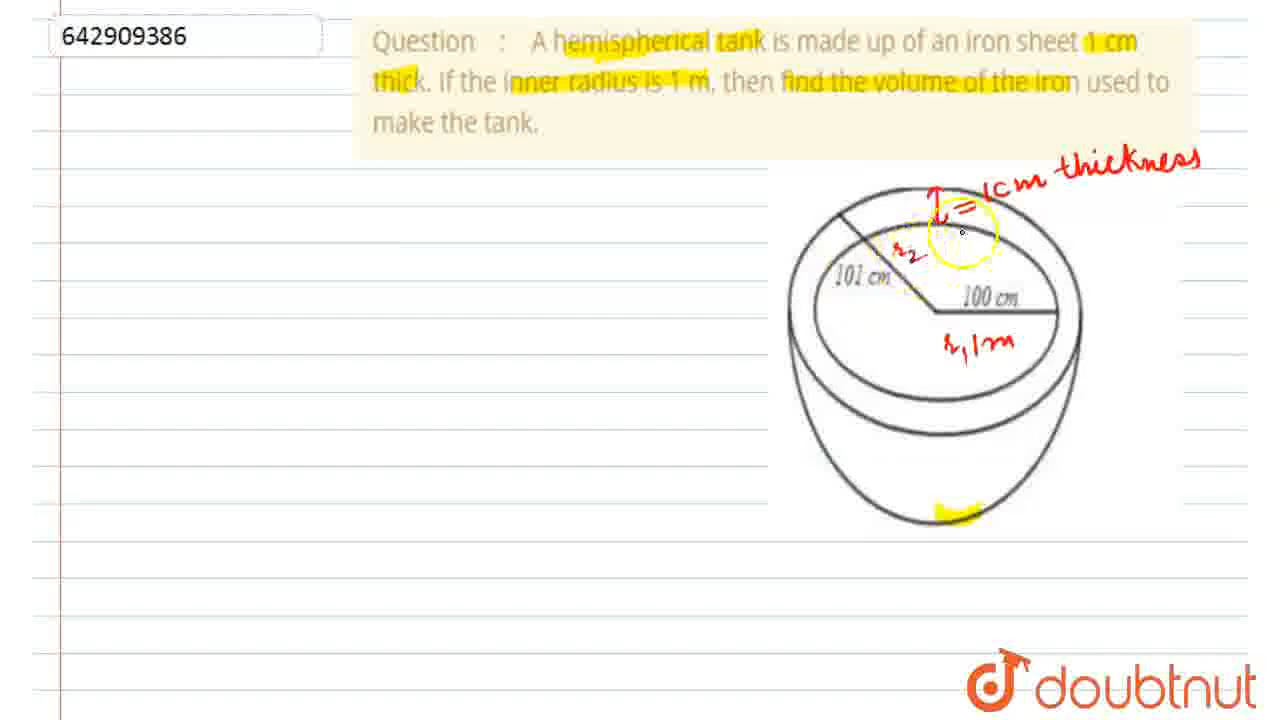 642909386
Question : A hemispherical tank is made up of an iron sheet 1 cm
thick. If the inner radius is 1 m, then find the volume of the iron used to
make the tank.
= 1cm thickness
r2
101 cm
100 cm
r1 1m
doubtnut